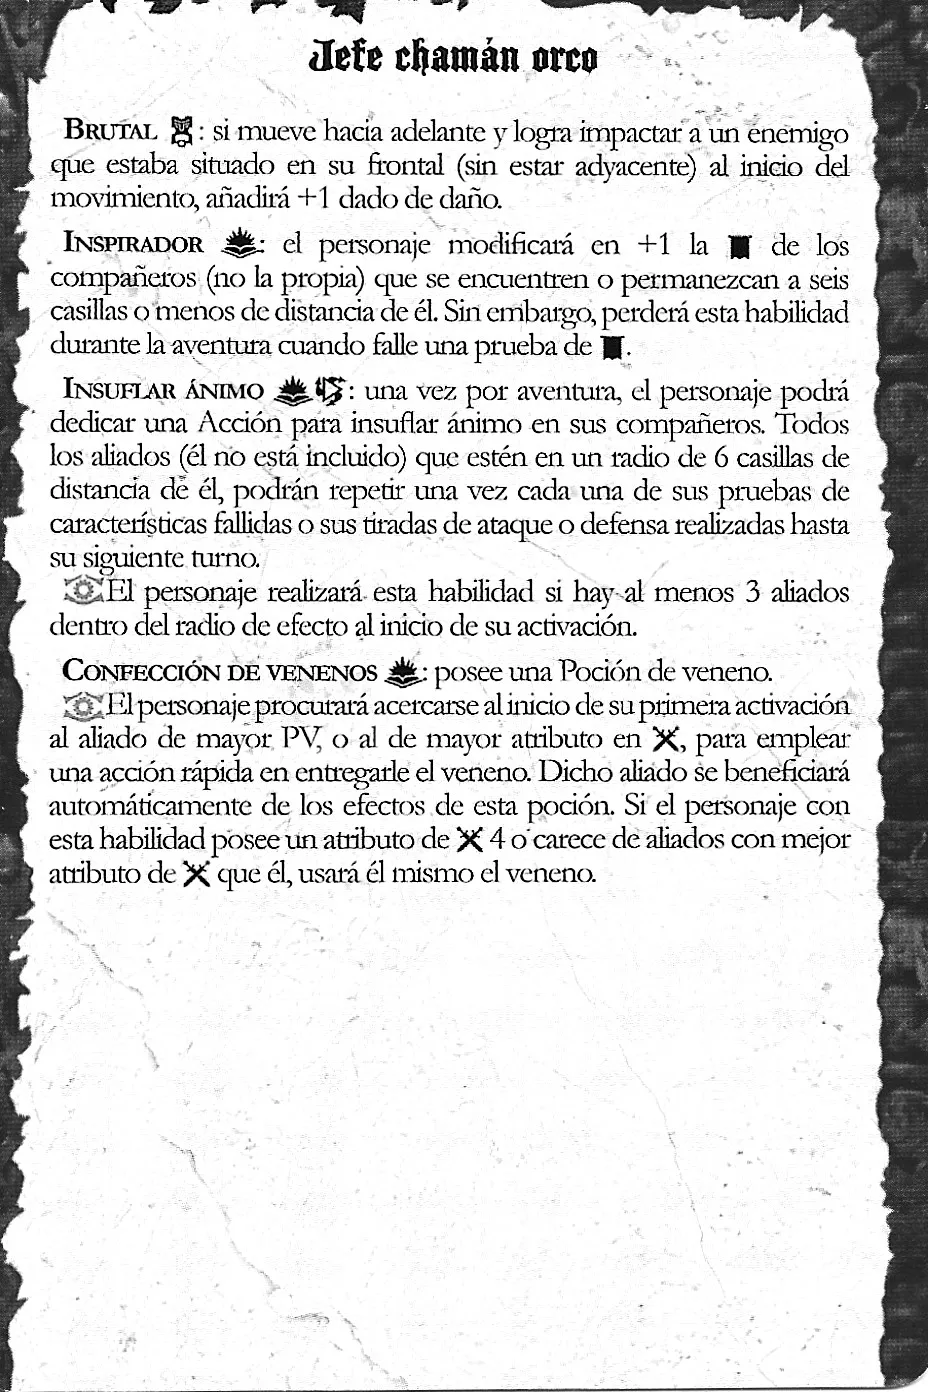 Jefe chamán orco
BRUTAL : si mueve hacia adelante y logra impactar a un enemigo
que estaba situado en su frontal (sin estar adyacente) al inicio del
movimiento, añadirá +1 dado de daño.
INSPIRADOR : el personaje modificará en +1 la de los
compañeros (no la propia) que se encuentren o permanezcan a seis
casillas o menos de distancia de él. Sin embargo, perderá esta habilidad
durante la aventura cuando falle una prueba de .
INSUFLAR ÁNIMO : una vez por aventura, el personaje podrá
dedicar una Acción para insuflar ánimo en sus compañeros. Todos
los aliados (él no está incluido) que estén en un radio de 6 casillas de
distancia de él, podrán repetir una vez cada una de sus pruebas de
características fallidas o sus tiradas de ataque o defensa realizadas hasta
su siguiente turno.
El personaje realizará esta habilidad si hay al menos 3 aliados
dentro del radio de efecto al inicio de su activación.
CONFECCIÓN DE VENENOS : posee una Poción de veneno.
El personaje procurará acercarse al inicio de su primera activación
al aliado de mayor PV, o al de mayor atributo en , para emplear
una acción rápida en entregarle el veneno. Dicho aliado se beneficiará
automáticamente de los efectos de esta poción. Si el personaje con
esta habilidad posee un atributo de 4 o carece de aliados con mejor
atributo de que él, usará él mismo el veneno.